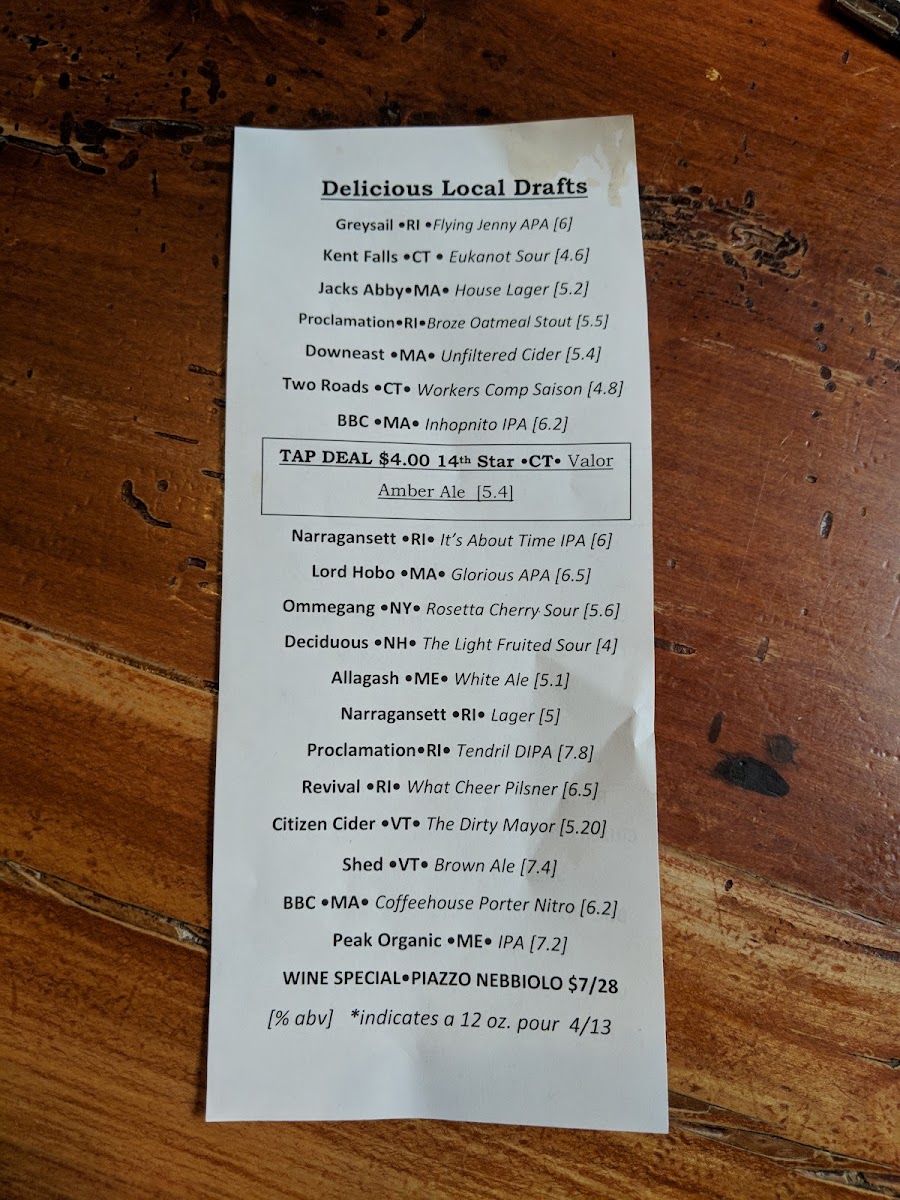 Delicious Local Drafts
Greysail •RI •Flying Jenny APA [6]
Kent Falls •CT • Eukanot Sour [4.6]
Jacks Abby•MA• House Lager [5.2]
Proclamation•RI•Broze Oatmeal Stout [5.5]
Downeast •MA• Unfiltered Cider [5.4]
Two Roads •CT• Workers Comp Saison [4.8]
BBC •MA• Inhopnito IPA [6.2]
TAP DEAL $4.00 14th Star •CT• Valor
Amber Ale [5.4]
Narragansett •RI• It's About Time IPA [6]
Lord Hobo •MA• Glorious APA [6.5]
Ommegang •NY• Rosetta Cherry Sour [5.6]
Deciduous •NH• The Light Fruited Sour [4]
Allagash •ME• White Ale [5.1]
Narragansett •RI• Lager [5]
Proclamation•RI• Tendril DIPA [7.8]
Revival •RI• What Cheer Pilsner [6.5]
Citizen Cider •VT• The Dirty Mayor [5.20]
Shed •VT• Brown Ale [7.4]
BBC •MA• Coffeehouse Porter Nitro [6.2]
Peak Organic •ME• IPA [7.2]
WINE SPECIAL•PIAZZO NEBBIOLO $7/28
[% abv] *indicates a 12 oz. pour 4/13